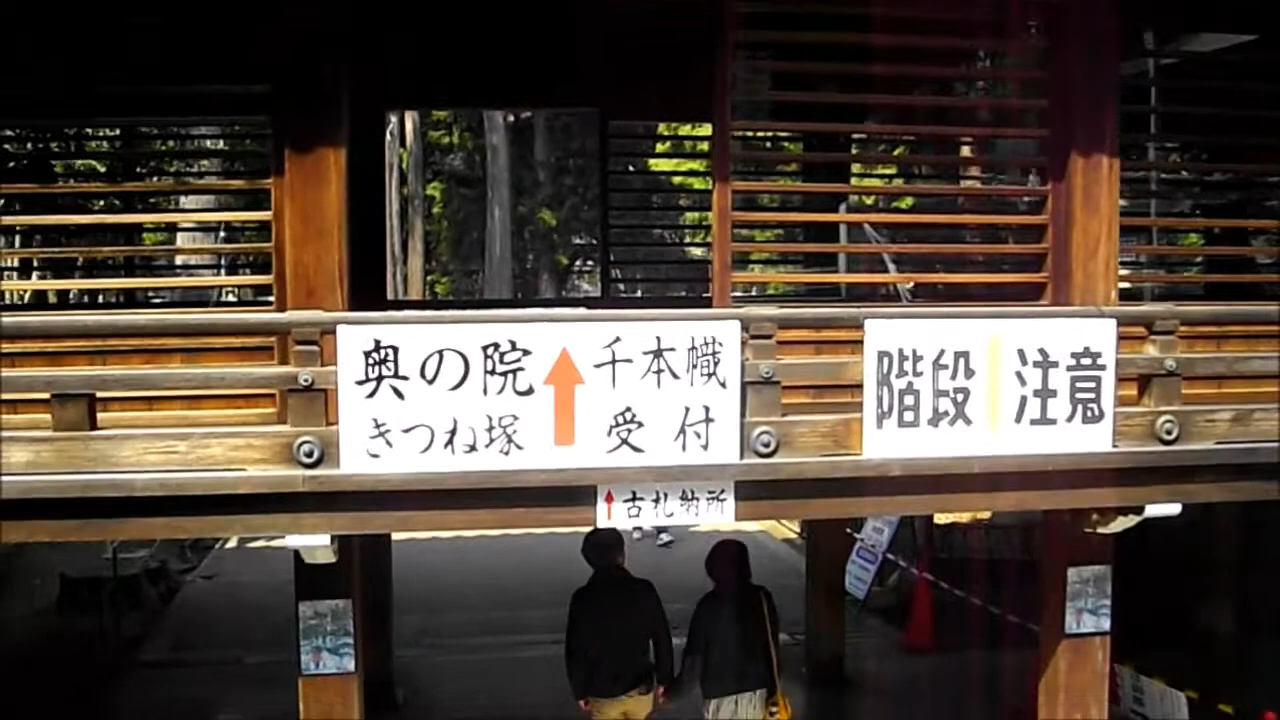 奥の院
きつね塚
千本幟
受付
階段 注意
古札納所